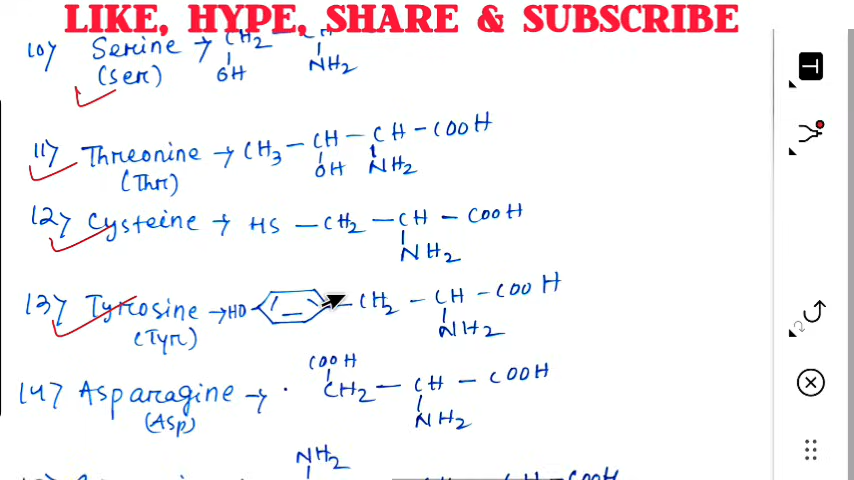 LIKE, HYPE, SHARE & SUBSCRIBE
10) Serine → CH2 - CH
OH NH2
(Ser)
11) Threonine → CH3 - CH - CH - COOH
OH NH2
(Thr)
12) Cysteine → HS - CH2 - CH - COOH
NH2
13) Tyrosine → HO - CH2 - CH - COOH
(Tyr) NH2
COOH
14) Asparagine → CH2 - CH - COOH
(Asp) NH2
NH2
T